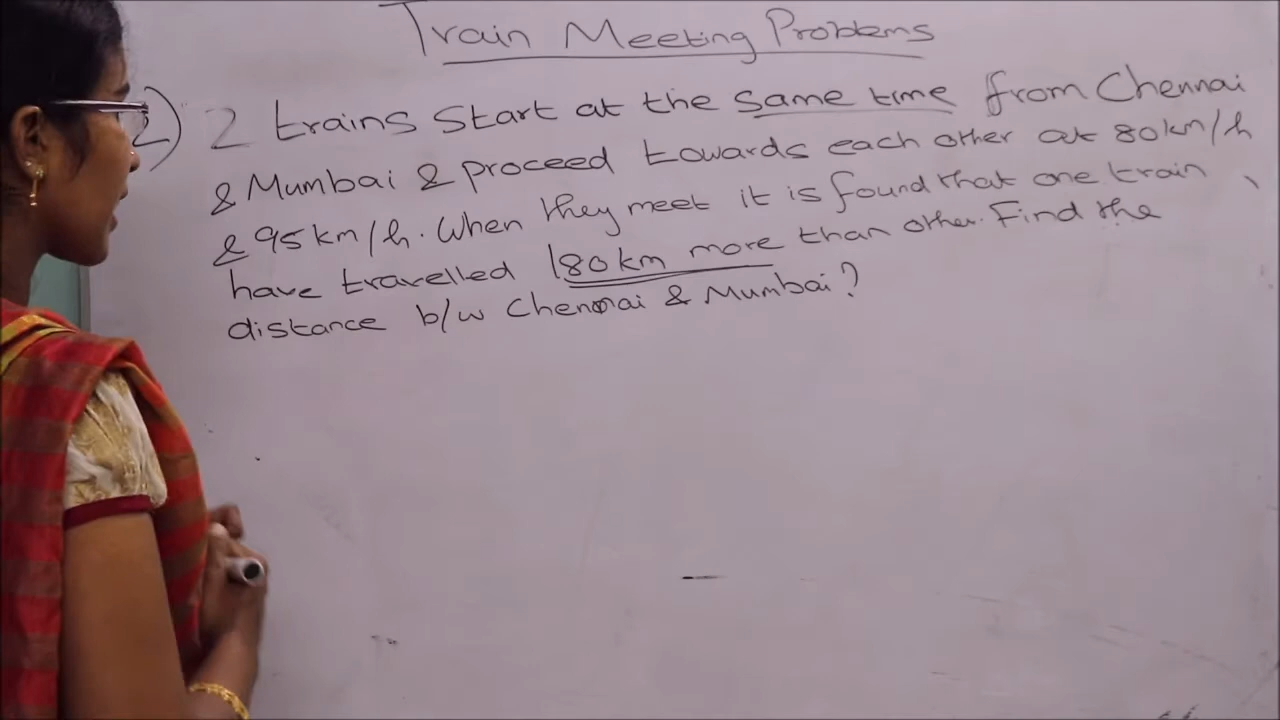 Train Meeting Problems
2) 2 trains start at the same time from Chennai
& Mumbai & proceed towards each other at 80km/h
& 95km/h. When they meet it is found that one train
have travelled 180km more than other. Find the
distance b/w Chennai & Mumbai?